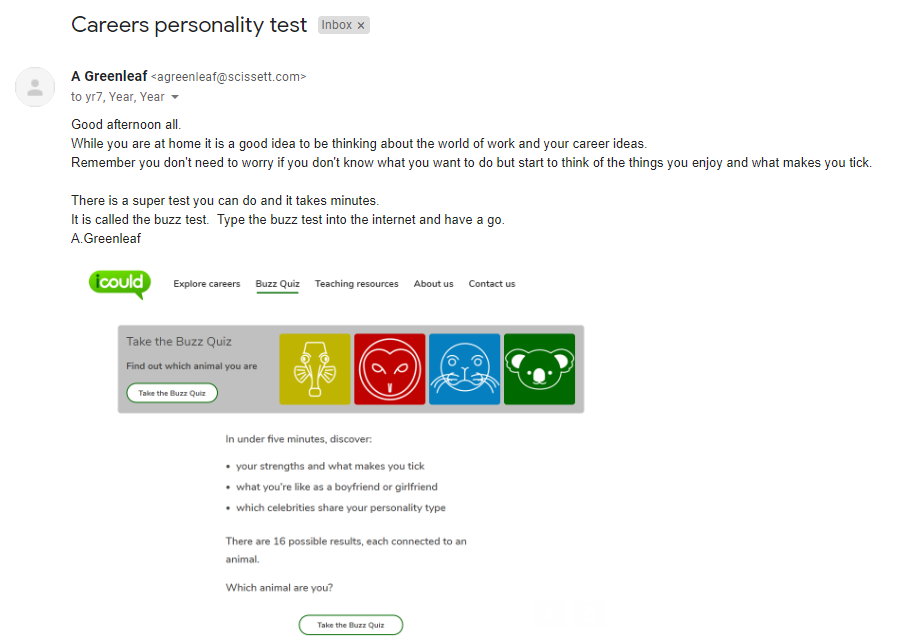 Careers personality test Inbox x
A Greenleaf <agreenleaf@scissett.com>
to yr7, Year, Year
Good afternoon all.
While you are at home it is a good idea to be thinking about the world of work and your career ideas.
Remember you don't need to worry if you don't know what you want to do but start to think of the things you enjoy and what makes you tick.
There is a super test you can do and it takes minutes.
It is called the buzz test. Type the buzz test into the internet and have a go.
A.Greenleaf
icould Explore careers Buzz Quiz Teaching resources About us Contact us
Take the Buzz Quiz
Find out which animal you are
Take the Buzz Quiz
In under five minutes, discover:
• your strengths and what makes you tick
• what you're like as a boyfriend or girlfriend
• which celebrities share your personality type
There are 16 possible results, each connected to an
animal.
Which animal are you?
Take the Buzz Quiz